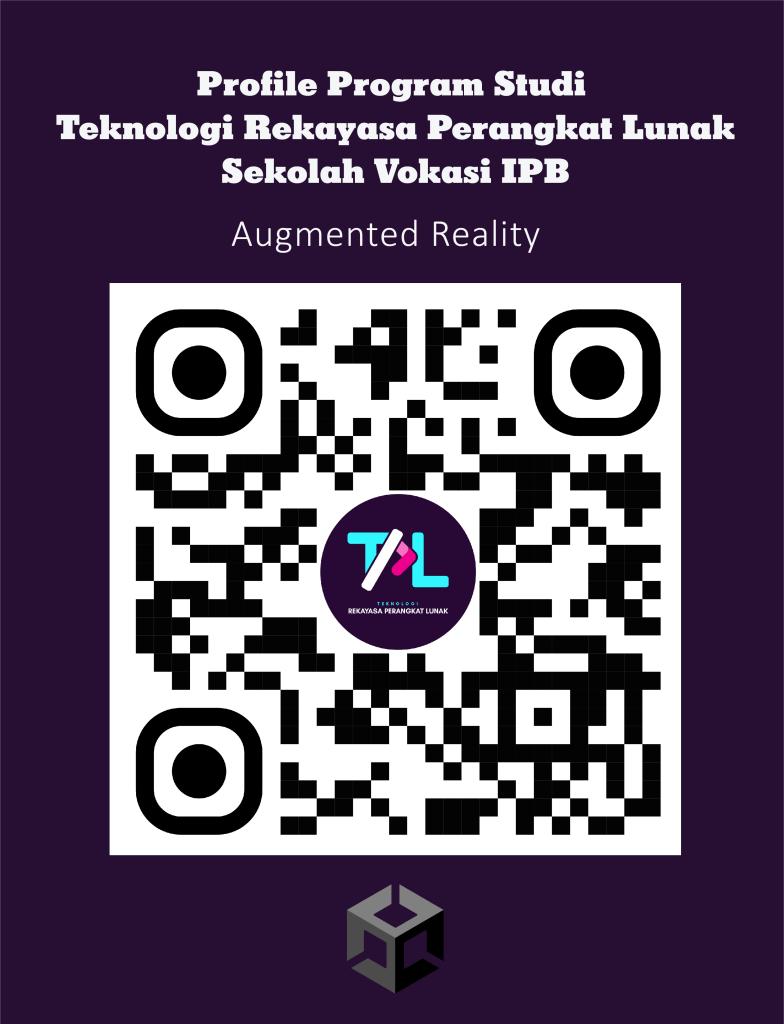 Profile Program Studi
Teknologi Rekayasa Perangkat Lunak
Sekolah Vokasi IPB
Augmented Reality
TPL
TEKNOLOGI
REKAYASA PERANGKAT LUNAK